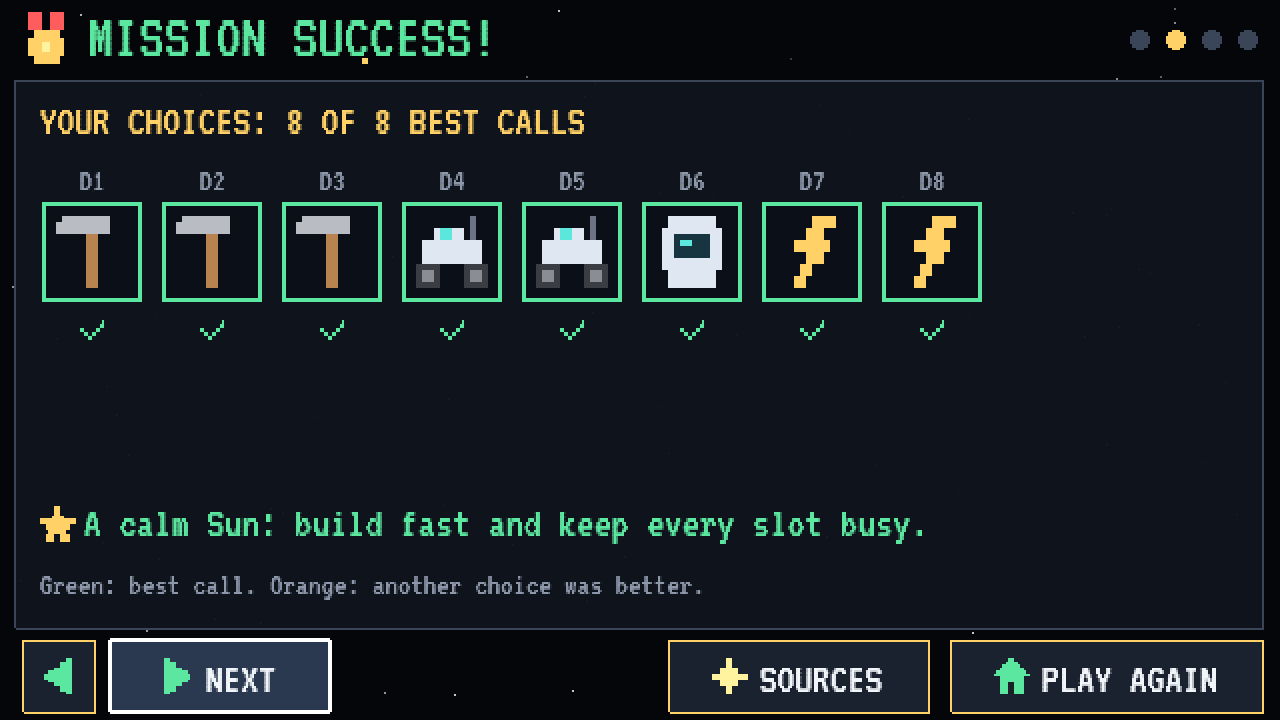 MISSION SUCCESS!
YOUR CHOICES: 8 OF 8 BEST CALLS
D1 D2 D3 D4 D5 D6 D7 D8
A calm Sun: build fast and keep every slot busy.
Green: best call. Orange: another choice was better.
NEXT SOURCES PLAY AGAIN